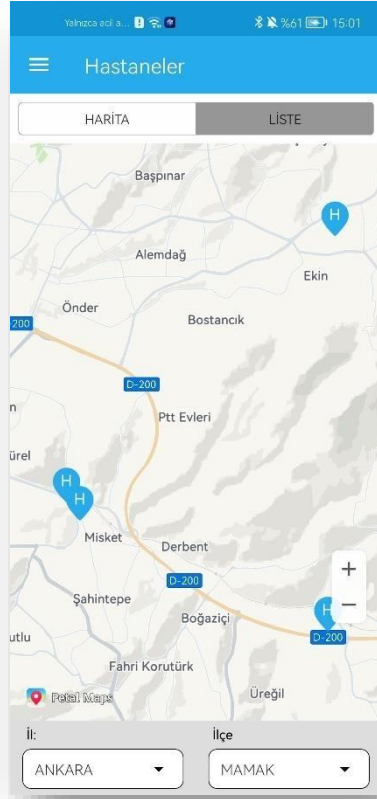 Yalnızca acil a...
%61
15:01
Hastaneler
HARİTA
LİSTE
Başpınar
H
Alemdağ
Ekin
Önder
Bostancık
200
D-200
Ptt Evleri
n
ürel
H
H
Misket
Derbent
+
D-200
Şahintepe
H
−
Boğaziçi
utlu
D-200
Fahri Korutürk
Petal Maps
Üreğil
İl:
İlçe
ANKARA
MAMAK